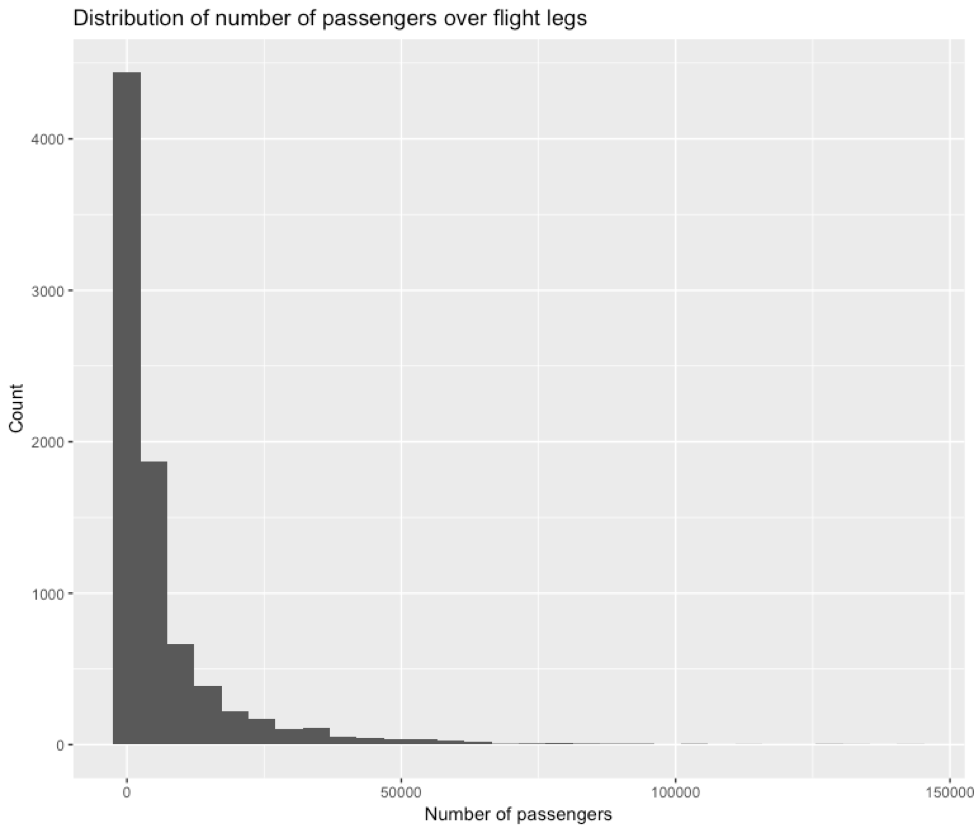 Distribution of number of passengers over flight legs
4000
3000
2000
1000
0
Count
0 50000 100000 150000
Number of passengers